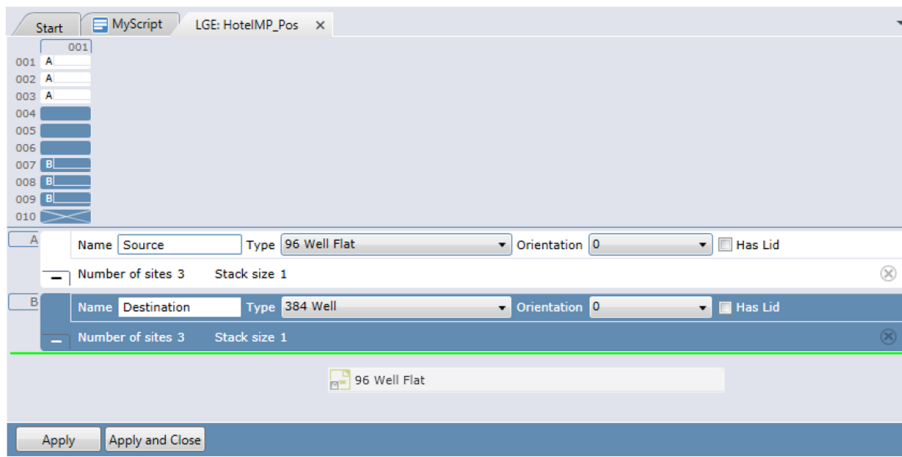 Start MyScript LGE: HotelMP_Pos X
001
001 A
002 A
003 A
004
005
006
007 B
008 B
009 B
010
A
Name Source Type 96 Well Flat Orientation 0 Has Lid
Number of sites 3 Stack size 1
B
Name Destination Type 384 Well Orientation 0 Has Lid
Number of sites 3 Stack size 1
96 Well Flat
Apply Apply and Close